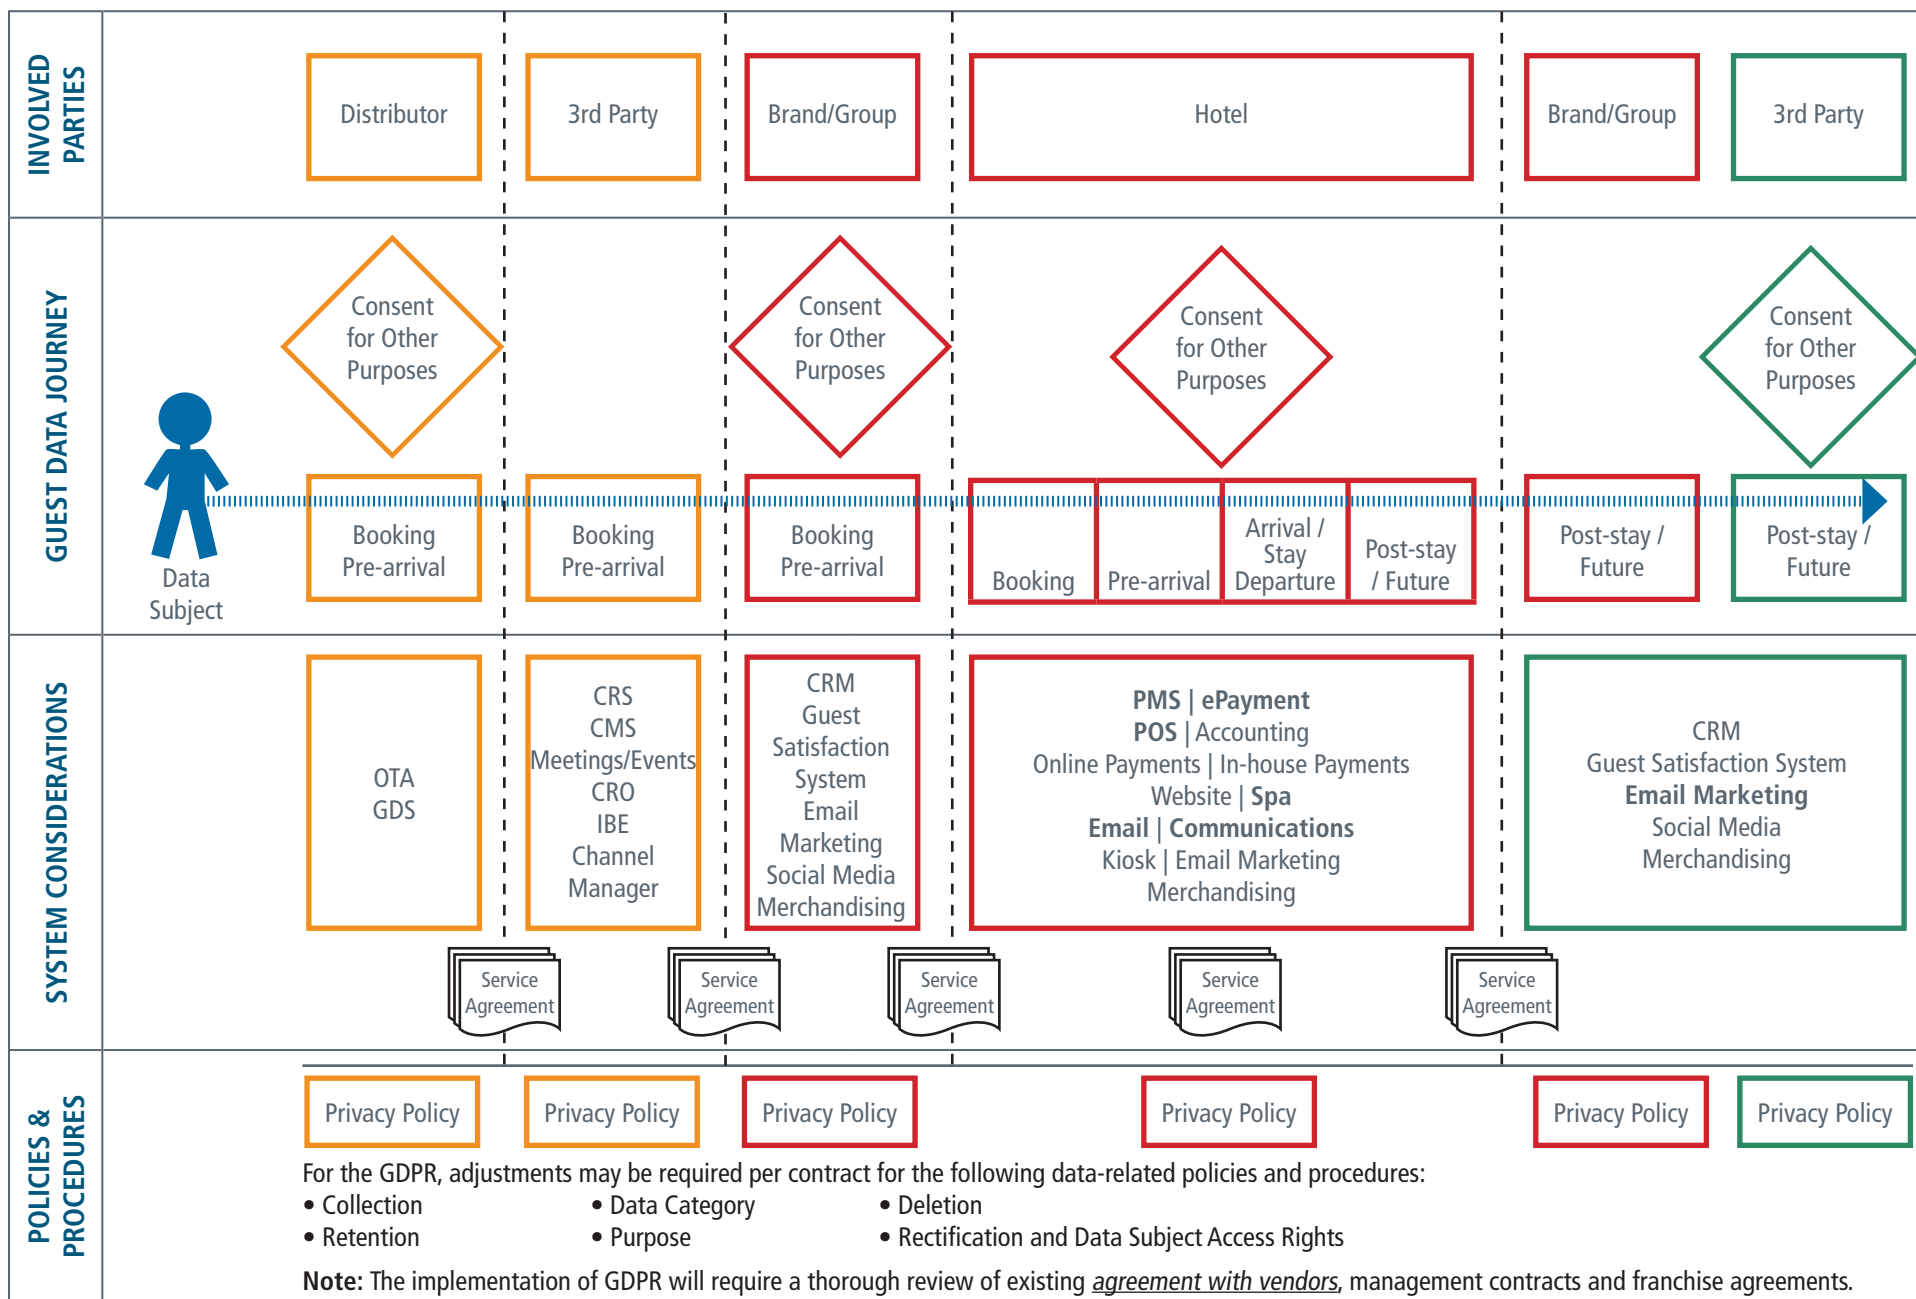 INVOLVED
PARTIES
Distributor
3rd Party
Brand/Group
Hotel
Brand/Group
3rd Party
GUEST DATA JOURNEY
Consent
for Other
Purposes
Consent
for Other
Purposes
Consent
for Other
Purposes
Consent
for Other
Purposes
Data
Subject
Booking
Pre-arrival
Booking
Pre-arrival
Booking
Pre-arrival
Booking
Pre-arrival
Arrival /
Stay
Departure
Post-stay
/ Future
Post-stay /
Future
Post-stay /
Future
SYSTEM CONSIDERATIONS
OTA
GDS
CRS
CMS
Meetings/Events
CRO
IBE
Channel
Manager
CRM
Guest
Satisfaction
System
Email
Marketing
Social Media
Merchandising
PMS | ePayment
POS | Accounting
Online Payments | In-house Payments
Website | Spa
Email | Communications
Kiosk | Email Marketing
Merchandising
CRM
Guest Satisfaction System
Email Marketing
Social Media
Merchandising
Service
Agreement
Service
Agreement
Service
Agreement
Service
Agreement
Service
Agreement
POLICIES &
PROCEDURES
Privacy Policy
Privacy Policy
Privacy Policy
Privacy Policy
Privacy Policy
Privacy Policy
For the GDPR, adjustments may be required per contract for the following data-related policies and procedures:
• Collection • Data Category • Deletion
• Retention • Purpose • Rectification and Data Subject Access Rights
Note: The implementation of GDPR will require a thorough review of existing agreement with vendors, management contracts and franchise agreements.